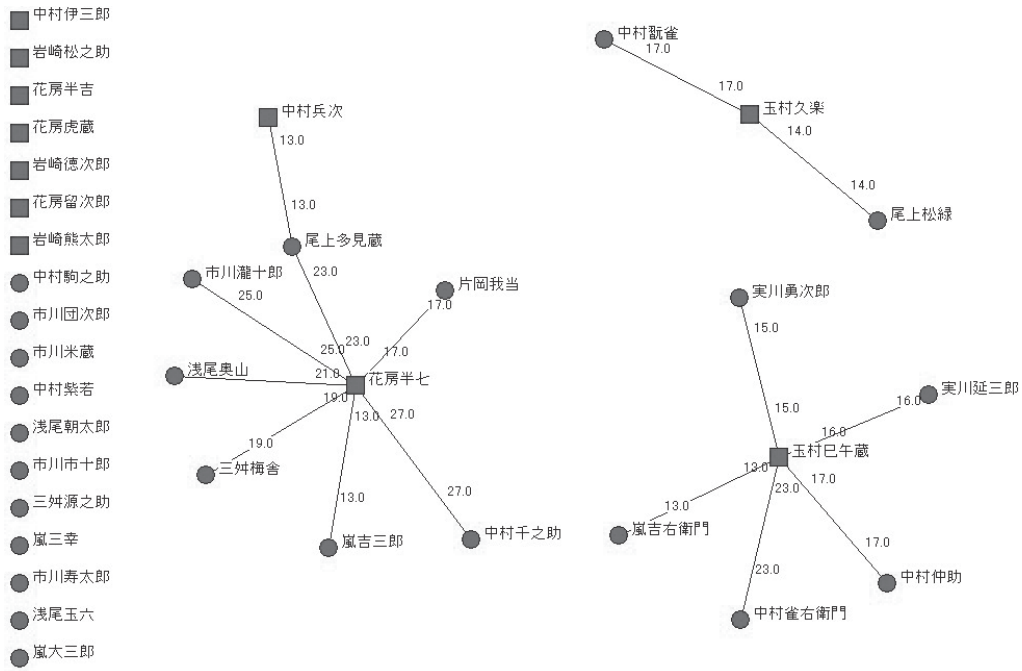 中村伊三郎
岩崎松之助
花房半吉
花房虎蔵
岩崎徳次郎
花房留次郎
岩崎熊太郎
中村駒之助
市川団次郎
市川米蔵
中村紫若
浅尾朝太郎
市川市十郎
三舛源之助
嵐三幸
市川寿太郎
浅尾玉六
嵐大三郎
中村兵次
13.0
13.0
尾上多見蔵
23.0
市川瀧十郎
25.0
片岡我当
17.0
23.0
25.0
17.0
浅尾奥山
21.0
花房半七
19.0
13.0
27.0
19.0
三舛梅舎
13.0
27.0
嵐吉三郎
中村千之助
中村翫雀
17.0
17.0
玉村久楽
14.0
14.0
尾上松緑
実川勇次郎
15.0
実川延三郎
16.0
15.0
16.0
玉村巳午蔵
13.0
17.0
23.0
13.0
嵐吉右衛門
17.0
23.0
中村仲助
中村雀右衛門